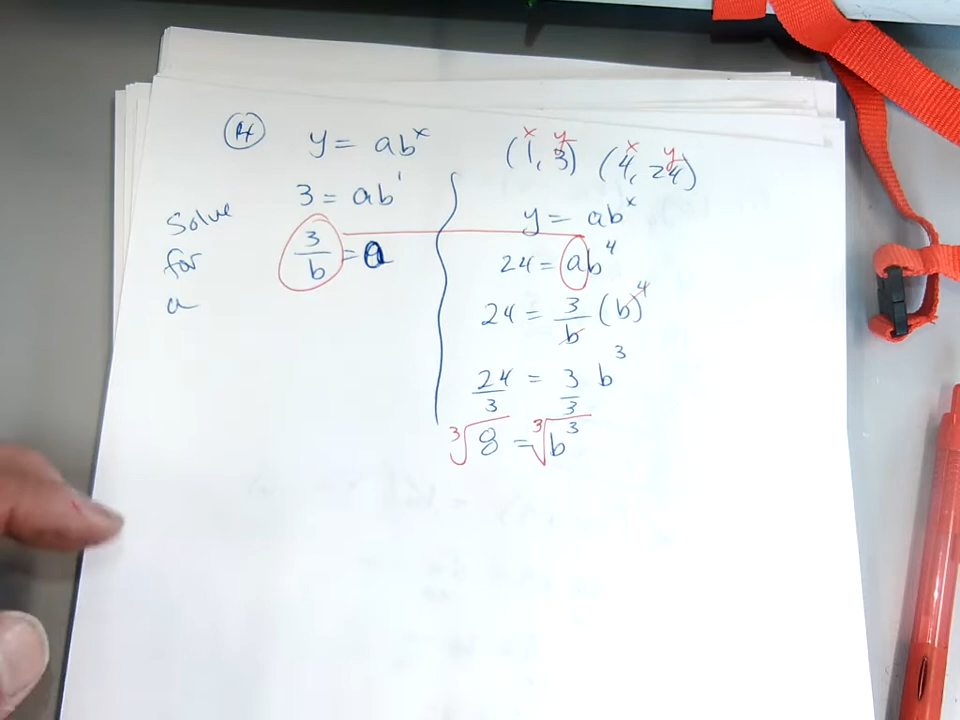 14 y = ab^x
x y x y
(1, 3) (4, 24)
3 = ab^1
Solve for a
3/b = a
y = ab^x
24 = ab^4
24 = 3/b (b)^4
24/3 = 3/3 b^3
∛8 = ∛b^3